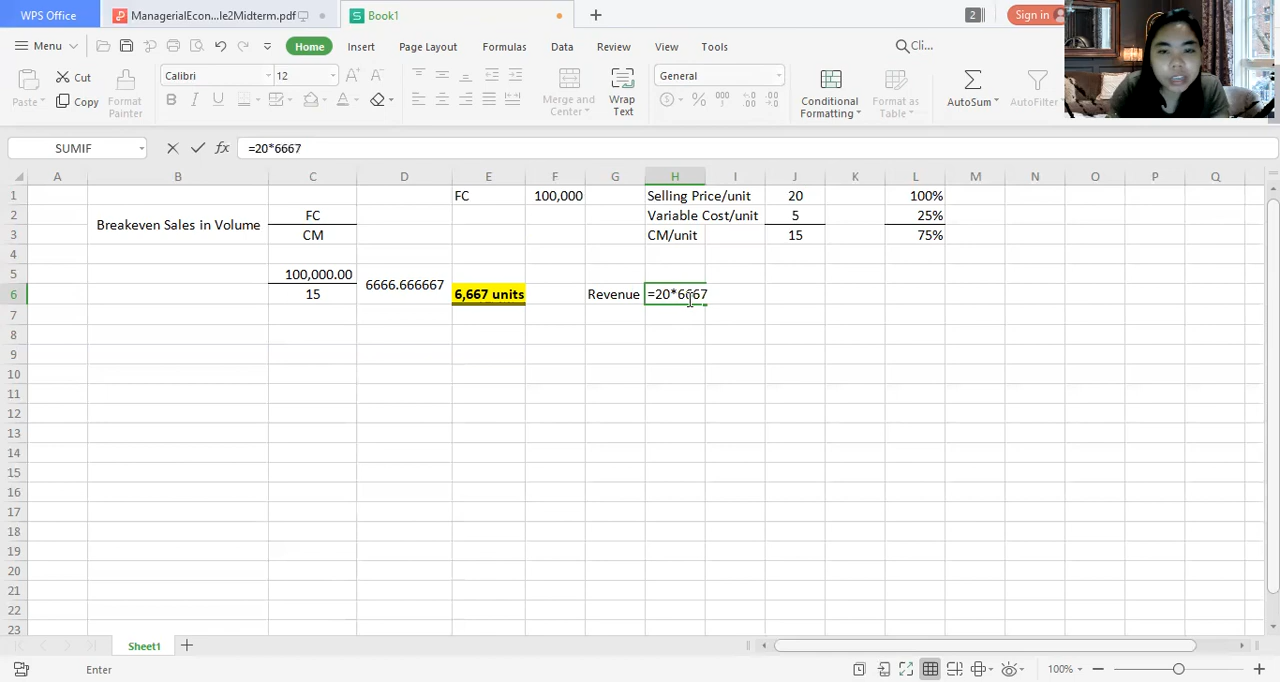 WPS Office
ManagerialEcon...le2Midterm.pdf
Book1
2
Sign in
Menu
Home
Insert
Page Layout
Formulas
Data
Review
View
Tools
Cli...
Paste
Cut
Copy
Format Painter
Calibri
12
B I U
Merge and Center
Wrap Text
General
Conditional Formatting
Format as Table
AutoSum
AutoFilter
SUMIF
=20*6667
A B C D E F G H I J K L M N O P Q
1 FC 100,000 Selling Price/unit 20 100%
2 FC Variable Cost/unit 5 25%
Breakeven Sales in Volume
3 CM CM/unit 15 75%
4
5 100,000.00
6666.666667
6 15 6,667 units Revenue =20*6667
7
8
9
10
11
12
13
14
15
16
17
18
19
20
21
22
23
Sheet1
Enter
100%